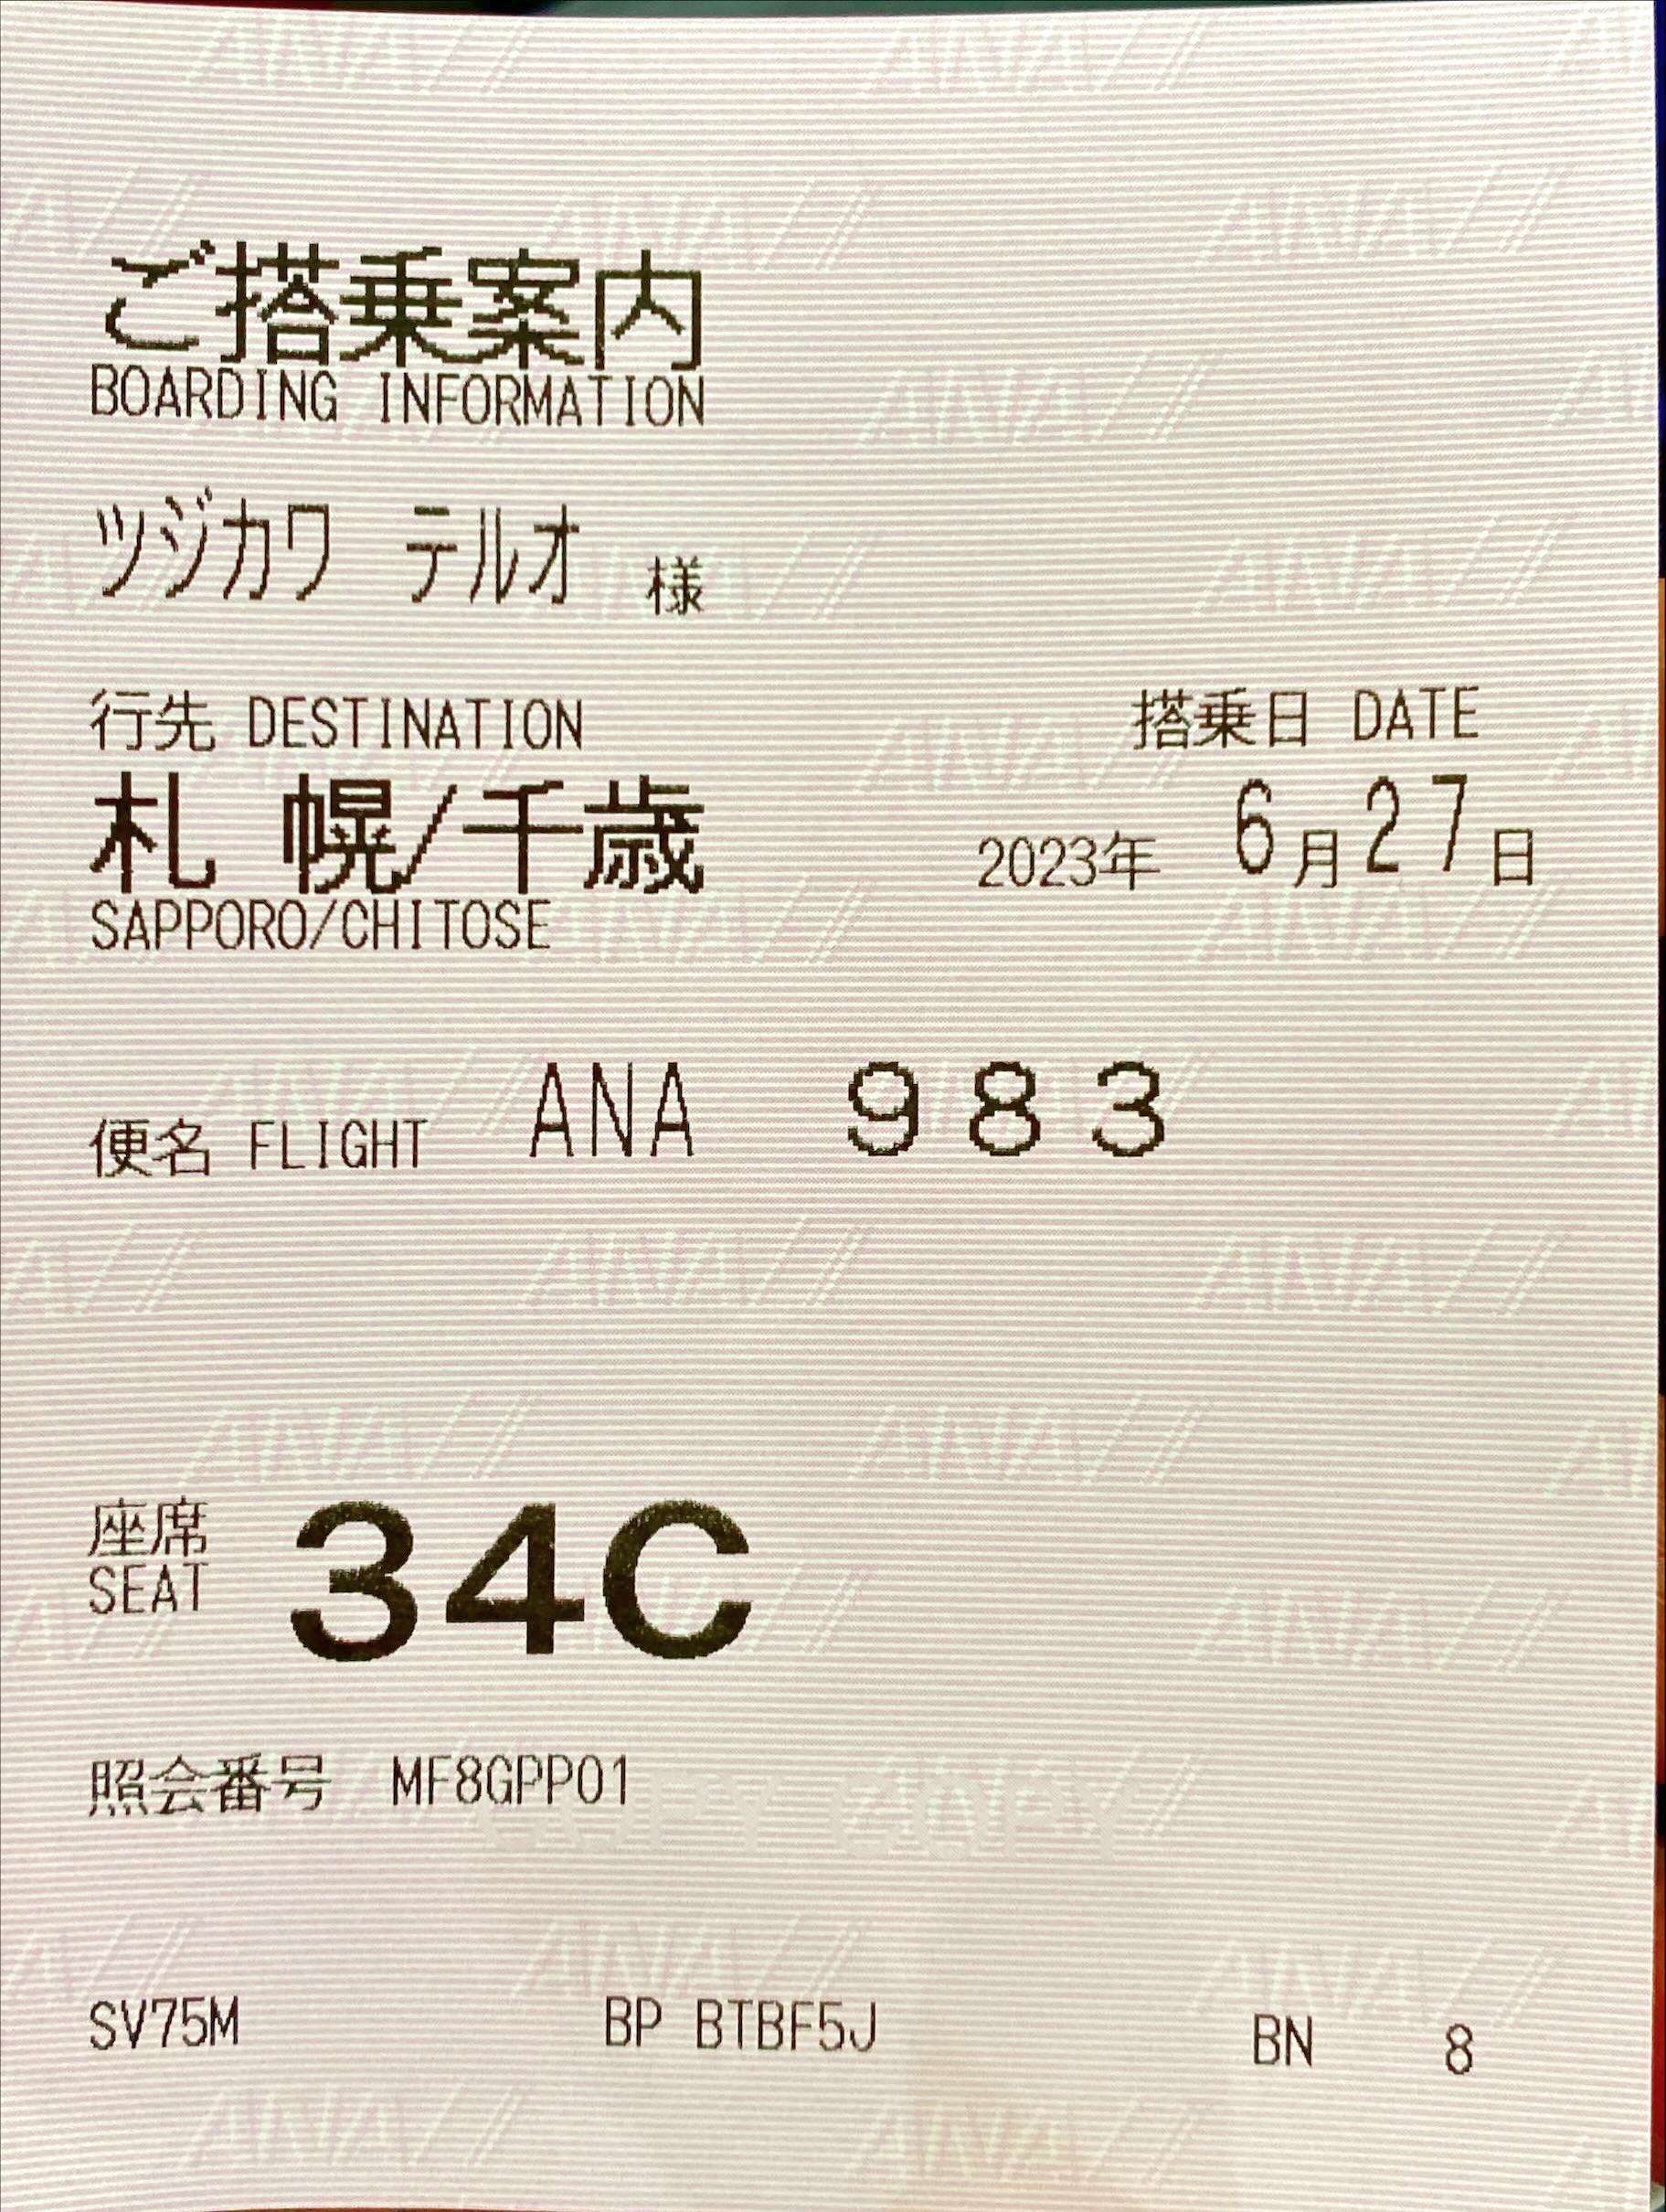 ご搭乗案内
BOARDING INFORMATION
ツジカワ テルオ 様
行先 DESTINATION 搭乗日 DATE
札 幌/千歳 2023年 6月27日
SAPPORO/CHITOSE
便名 FLIGHT ANA 983
座席 34C
SEAT
照会番号 MF8GPP01
COPY COPY
SV75M BP BTBF5J BN 8